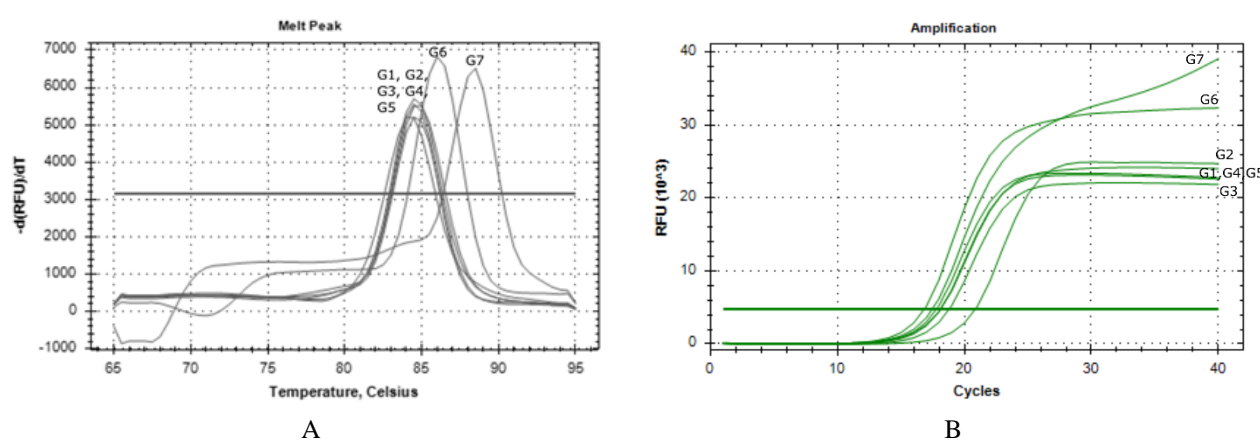 Melt Peak
7000
6000
5000
4000
3000
2000
1000
0
-1000
-d(RFU)/dT
G6
G7
G1, G2,
G3, G4,
G5
65 70 75 80 85 90 95
Temperature, Celsius
A
Amplification
40
30
20
10
0
RFU (10^3)
G7
G6
G2
G1, G4, G5
G3
0 10 20 30 40
Cycles
B